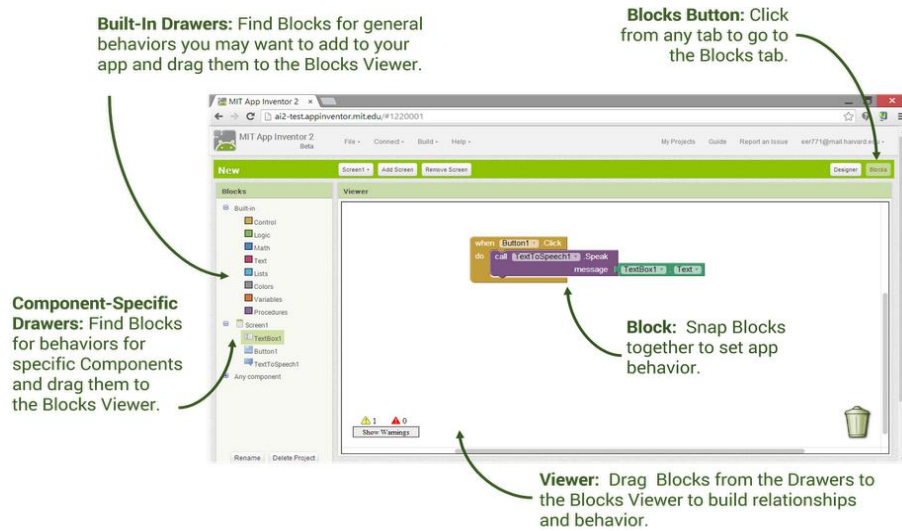 Built-In Drawers: Find Blocks for general
behaviors you may want to add to your
app and drag them to the Blocks Viewer.
Blocks Button: Click
from any tab to go to
the Blocks tab.
MIT App Inventor 2
ai2-test.appinventor.mit.edu/#1220001
MIT App Inventor 2
Beta
File Connect Build Help
My Projects Guide Report an Issue eer771@mail.harvard.edu
New
Screen1 Add Screen Remove Screen
Designer Blocks
Blocks
Viewer
Built-in
Control
Logic
Math
Text
Lists
Colors
Variables
Procedures
Screen1
TextBox1
Button1
TextToSpeech1
Any component
when Button1 .Click
do call TextToSpeech1 .Speak
message TextBox1 . Text
Component-Specific
Drawers: Find Blocks
for behaviors for
specific Components
and drag them to
the Blocks Viewer.
Block: Snap Blocks
together to set app
behavior.
1 0
Show Warnings
Rename Delete Project
Viewer: Drag Blocks from the Drawers to
the Blocks Viewer to build relationships
and behavior.